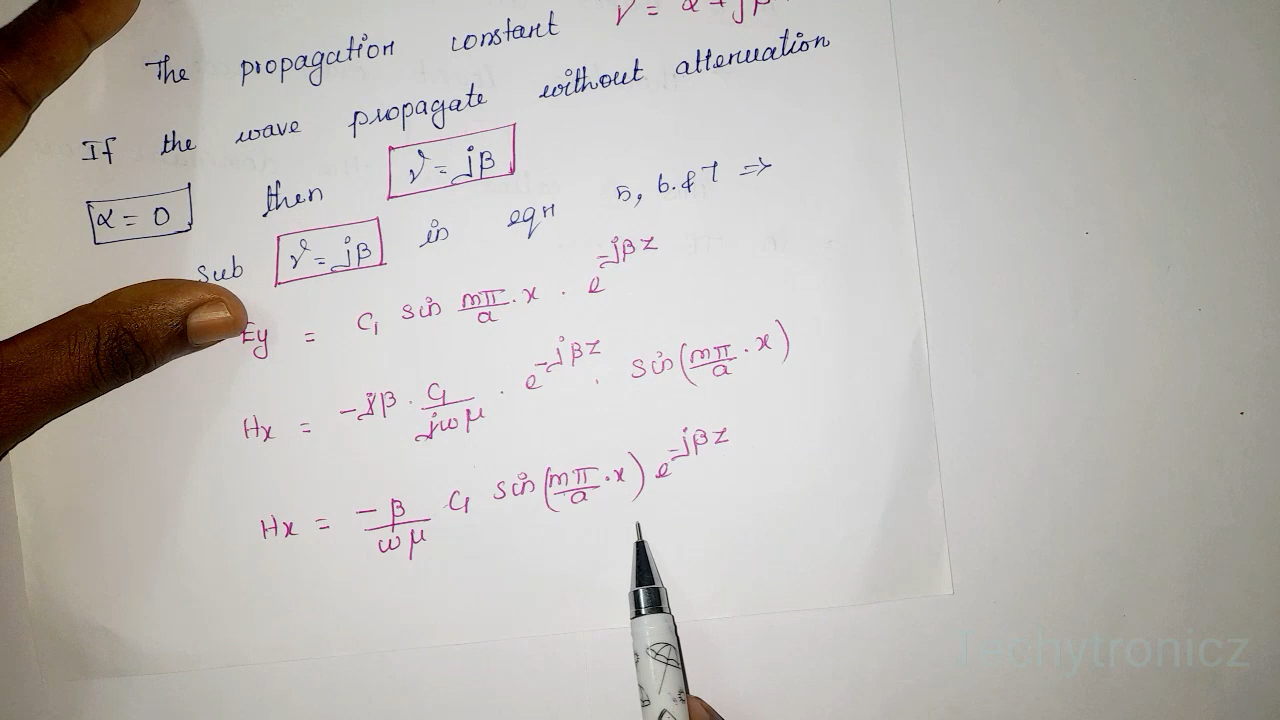 The propagation constant γ = α + jβ
If the wave propagate without attenuation
α = 0 then γ = jβ
Sub γ = jβ in eqn 5, 6. & 7 ⇒
Ey = C₁ sin mπ/a . x . e^-jβz
Hx = -jβ . C₁/jωμ . e^-jβz . sin(mπ/a . x)
Hx = -β/ωμ C₁ sin(mπ/a . x) e^-jβz
Techytronicz